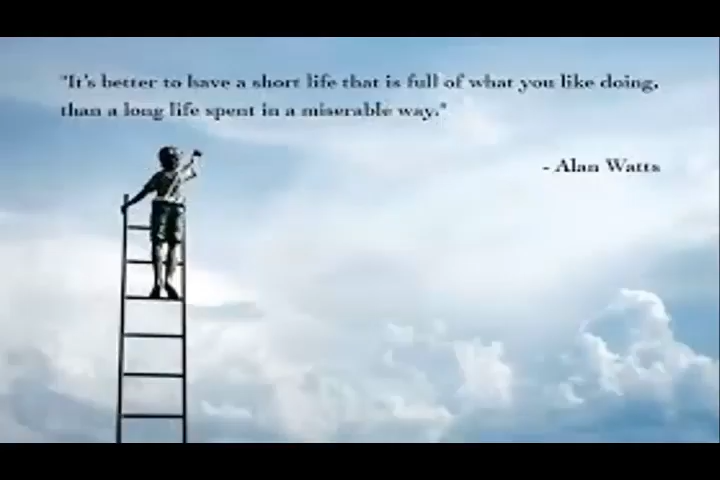 "It's better to have a short life that is full of what you like doing,
than a long life spent in a miserable way."
- Alan Watts